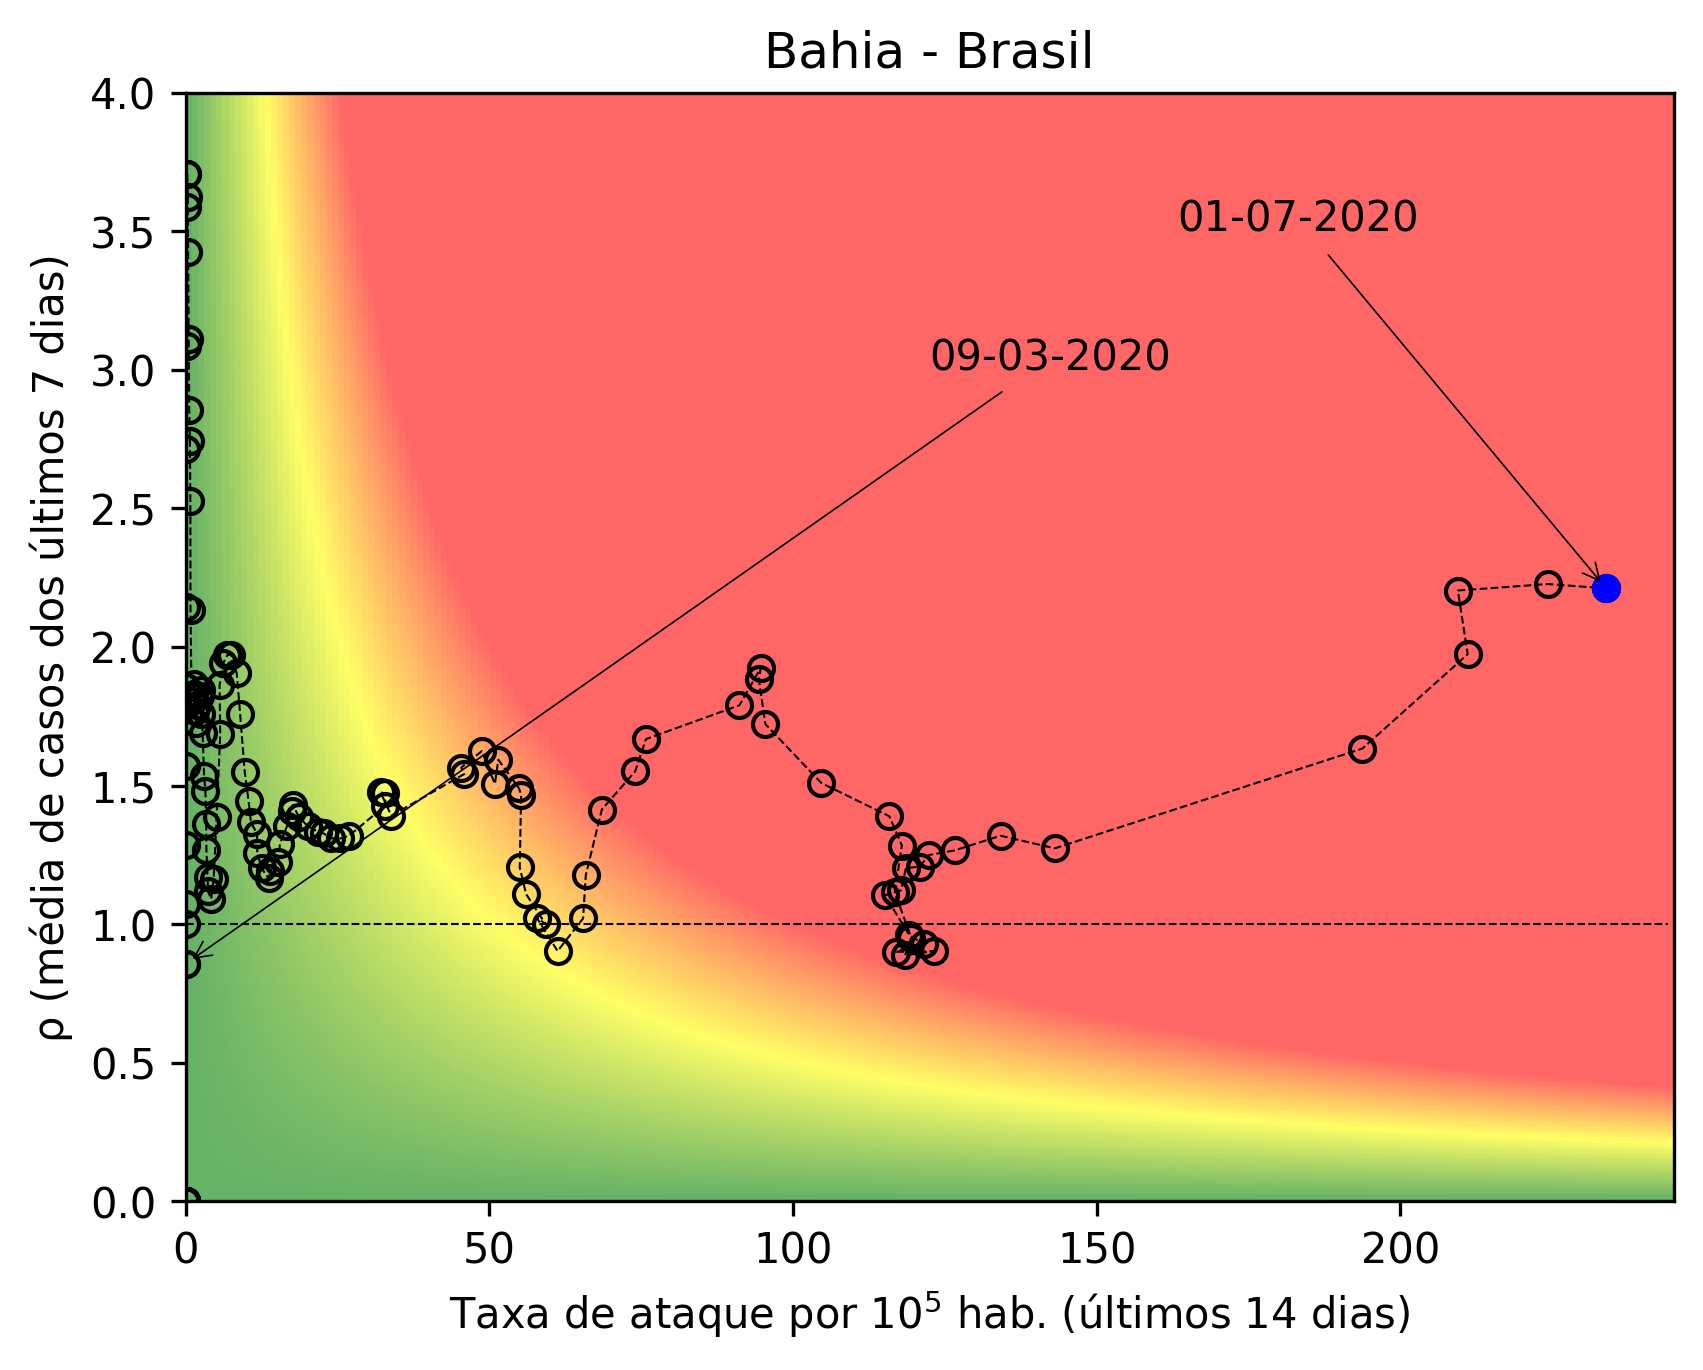 Bahia - Brasil
4.0
3.5
3.0
2.5
2.0
1.5
1.0
0.5
0.0
ρ (média de casos dos últimos 7 dias)
01-07-2020
09-03-2020
0 50 100 150 200
Taxa de ataque por 10⁵ hab. (últimos 14 dias)